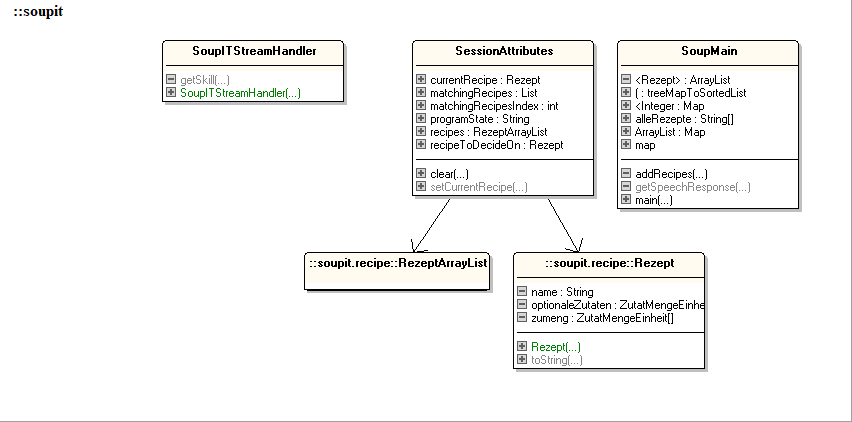 ::soupit
SoupITStreamHandler
getSkill(...)
SoupITStreamHandler(...)
SessionAttributes
currentRecipe : Rezept
matchingRecipes : List
matchingRecipesIndex : int
programState : String
recipes : RezeptArrayList
recipeToDecideOn : Rezept
clear(...)
setCurrentRecipe(...)
SoupMain
<Rezept> : ArrayList
( : treeMapToSortedList
<Integer : Map
alleRezepte : String[]
ArrayList : Map
map
addRecipes(...)
getSpeechResponse(...)
main(...)
::soupit.recipe::RezeptArrayList
::soupit.recipe::Rezept
name : String
optionaleZutaten : ZutatMengeEinhe
zumeng : ZutatMengeEinheit[]
Rezept(...)
toString(...)